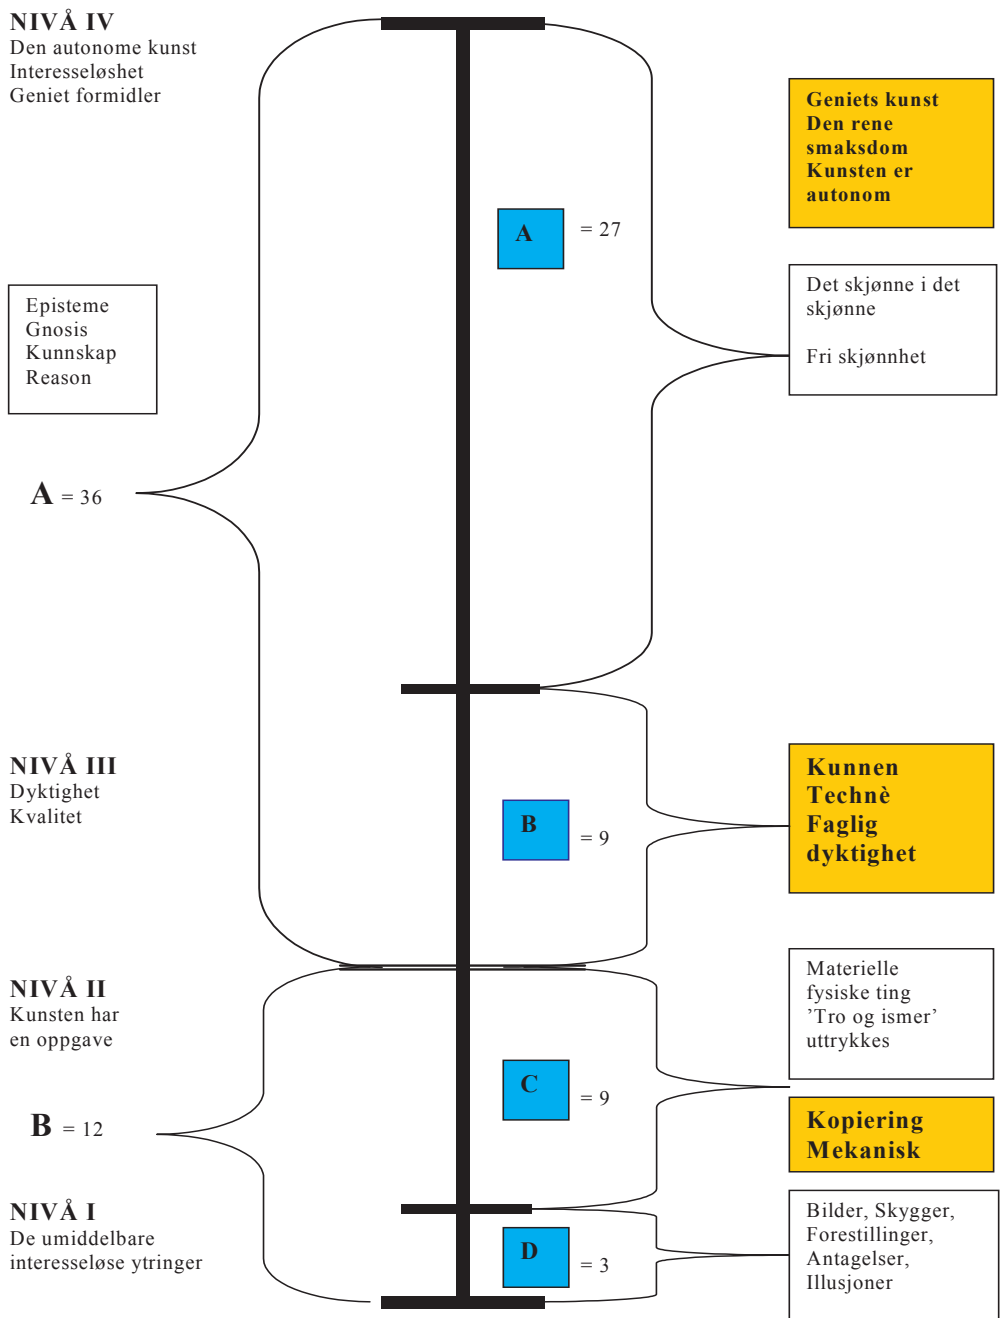 NIVÅ IV
Den autonome kunst
Interesseløshet
Geniet formidler
Geniets kunst
Den rene
smaksdom
Kunsten er
autonom
A = 27
Det skjønne i det
skjønne
Fri skjønnhet
Episteme
Gnosis
Kunnskap
Reason
A = 36
NIVÅ III
Dyktighet
Kvalitet
B = 9
Kunnen
Technè
Faglig
dyktighet
NIVÅ II
Kunsten har
en oppgave
Materielle
fysiske ting
’Tro og ismer’
uttrykkes
C = 9
B = 12
Kopiering
Mekanisk
NIVÅ I
De umiddelbare
interesseløse ytringer
D = 3
Bilder, Skygger,
Forestillinger,
Antagelser,
Illusjoner